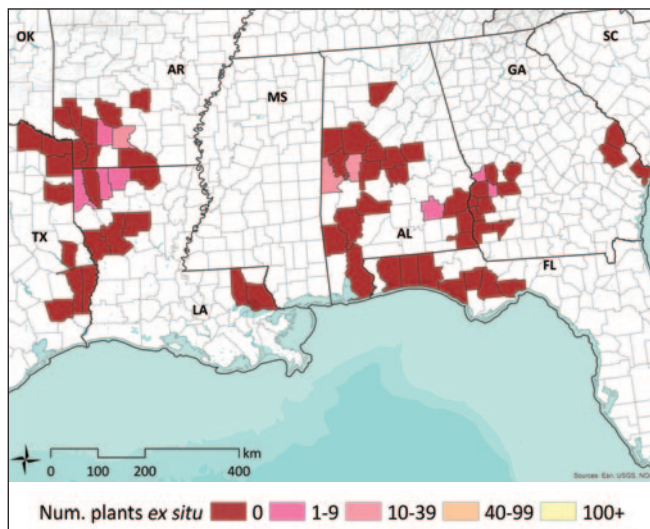 OK
AR
SC
GA
MS
TX
AL
FL
LA
km
0 100 200 400
Sources: Esri, USGS, NO
Num. plants ex situ 0 1-9 10-39 40-99 100+